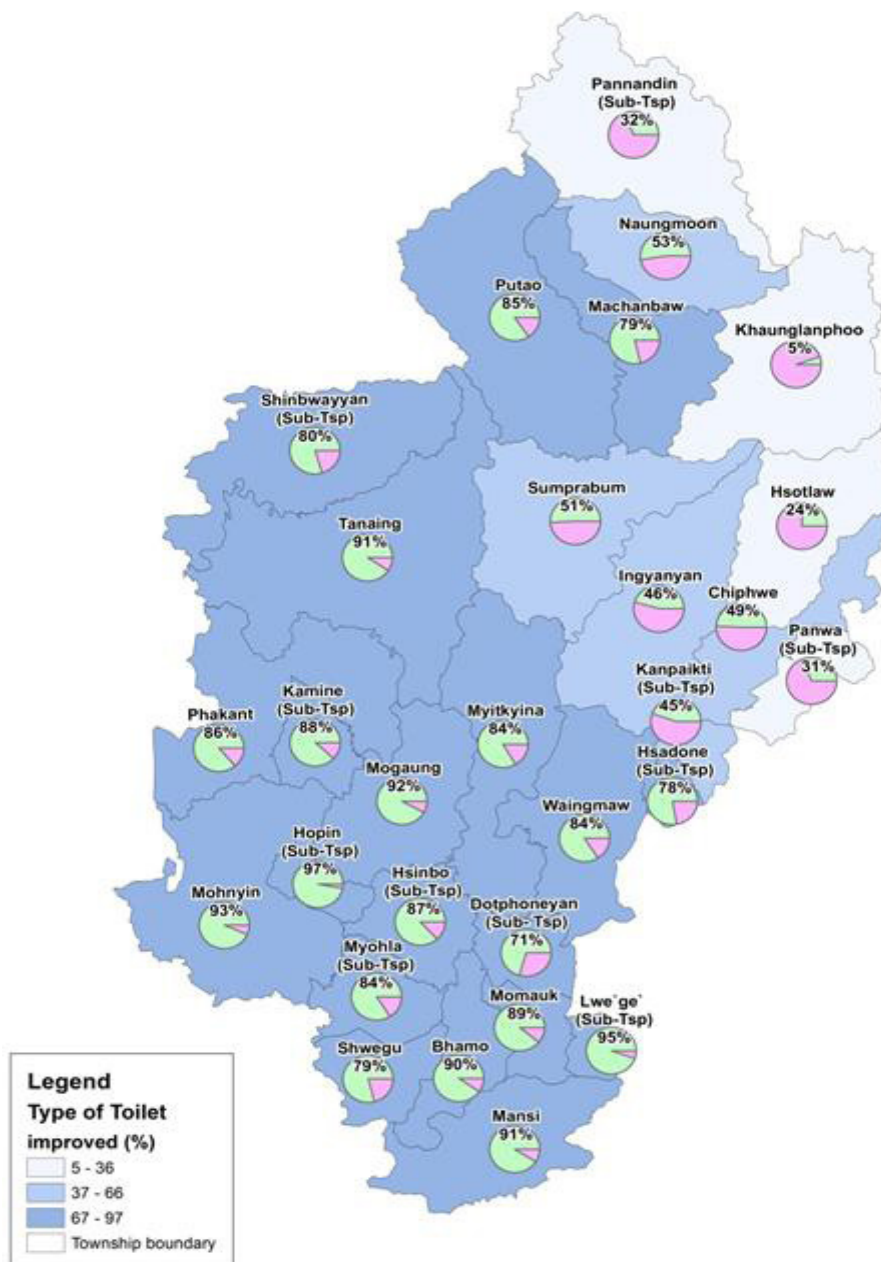 Pannandin
(Sub-Tsp)
32%
Naungmoon
53%
Putao
85%
Machanbaw
79%
Khaunglanphoo
5%
Shinbwayyan
(Sub-Tsp)
80%
Sumprabum
51%
Hsotlaw
24%
Tanaing
91%
Ingyanyan
46%
Chiphwe
49%
Panwa
(Sub-Tsp)
31%
Kanpaikti
(Sub-Tsp)
45%
Kamine
(Sub-Tsp)
88%
Phakant
86%
Myitkyina
84%
Hsadone
(Sub-Tsp)
78%
Mogaung
92%
Waingmaw
84%
Hopin
(Sub-Tsp)
97%
Hsinbo
(Sub-Tsp)
87%
Mohnyin
93%
Dotphoneyan
(Sub- Tsp)
71%
Myohla
(Sub-Tsp)
84%
Momauk
89%
Lwe`ge`
(Sub-Tsp)
95%
Shwegu
79%
Bhamo
90%
Mansi
91%
Legend
Type of Toilet
improved (%)
5 - 36
37 - 66
67 - 97
Township boundary